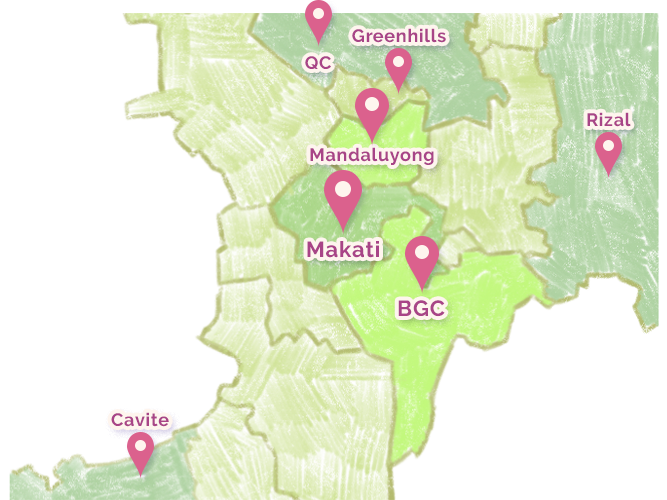 Greenhills
QC
Rizal
Mandaluyong
Makati
BGC
Cavite